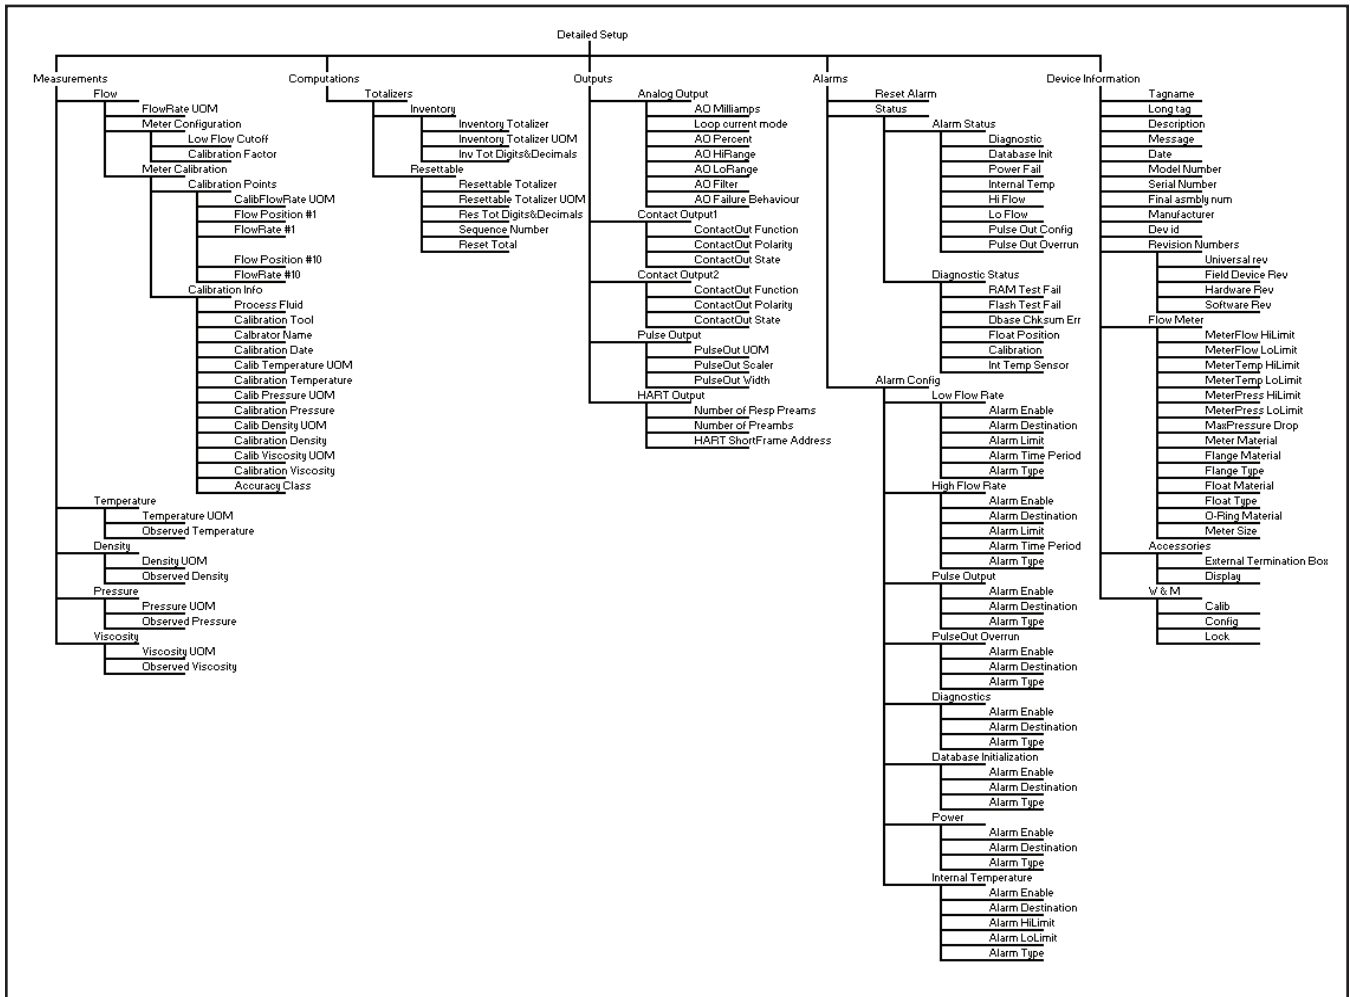 Detailed Setup
Measurements
Flow
FlowRate UOM
Meter Configuration
Low Flow Cutoff
Calibration Factor
Meter Calibration
Calibration Points
CalibFlowRate UOM
Flow Position #1
FlowRate #1
Flow Position #10
FlowRate #10
Calibration Info
Process Fluid
Calibration Tool
Calbrator Name
Calibration Date
Calib Temperature UOM
Calibration Temperature
Calib Pressure UOM
Calibration Pressure
Calib Density UOM
Calibration Density
Calib Viscosity UOM
Calibration Viscosity
Accuracy Class
Temperature
Temperature UOM
Observed Temperature
Density
Density UOM
Observed Density
Pressure
Pressure UOM
Observed Pressure
Viscosity
Viscosity UOM
Observed Viscosity
Computations
Totalizers
Inventory
Inventory Totalizer
Inventory Totalizer UOM
Inv Tot Digits&Decimals
Resettable
Resettable Totalizer
Resettable Totalizer UOM
Res Tot Digits&Decimals
Sequence Number
Reset Total
Outputs
Analog Output
AO Milliamps
Loop current mode
AO Percent
AO HiRange
AO LoRange
AO Filter
AO Failure Behaviour
Contact Output1
ContactOut Function
ContactOut Polarity
ContactOut State
Contact Output2
ContactOut Function
ContactOut Polarity
ContactOut State
Pulse Output
PulseOut UOM
PulseOut Scaler
PulseOut Width
HART Output
Number of Resp Preams
Number of Preambs
HART ShortFrame Address
Alarms
Reset Alarm
Status
Alarm Status
Diagnostic
Database Init
Power Fail
Internal Temp
Hi Flow
Lo Flow
Pulse Out Config
Pulse Out Overrun
Diagnostic Status
RAM Test Fail
Flash Test Fail
Dbase Chksum Err
Float Position
Calibration
Int Temp Sensor
Alarm Config
Low Flow Rate
Alarm Enable
Alarm Destination
Alarm Limit
Alarm Time Period
Alarm Type
High Flow Rate
Alarm Enable
Alarm Destination
Alarm Limit
Alarm Time Period
Alarm Type
Pulse Output
Alarm Enable
Alarm Destination
Alarm Type
PulseOut Overrun
Alarm Enable
Alarm Destination
Alarm Type
Diagnostics
Alarm Enable
Alarm Destination
Alarm Type
Database Initialization
Alarm Enable
Alarm Destination
Alarm Type
Power
Alarm Enable
Alarm Destination
Alarm Type
Internal Temperature
Alarm Enable
Alarm Destination
Alarm HiLimit
Alarm LoLimit
Alarm Type
Device Information
Tagname
Long tag
Description
Message
Date
Model Number
Serial Number
Final asmbly num
Manufacturer
Dev id
Revision Numbers
Universal rev
Field Device Rev
Hardware Rev
Software Rev
Flow Meter
MeterFlow HiLimit
MeterFlow LoLimit
MeterTemp HiLimit
MeterTemp LoLimit
MeterPress HiLimit
MeterPress LoLimit
MaxPressure Drop
Meter Material
Flange Material
Flange Type
Float Material
Float Type
O-Ring Material
Meter Size
Accessories
External Termination Box
Display
W & M
Calib
Config
Lock